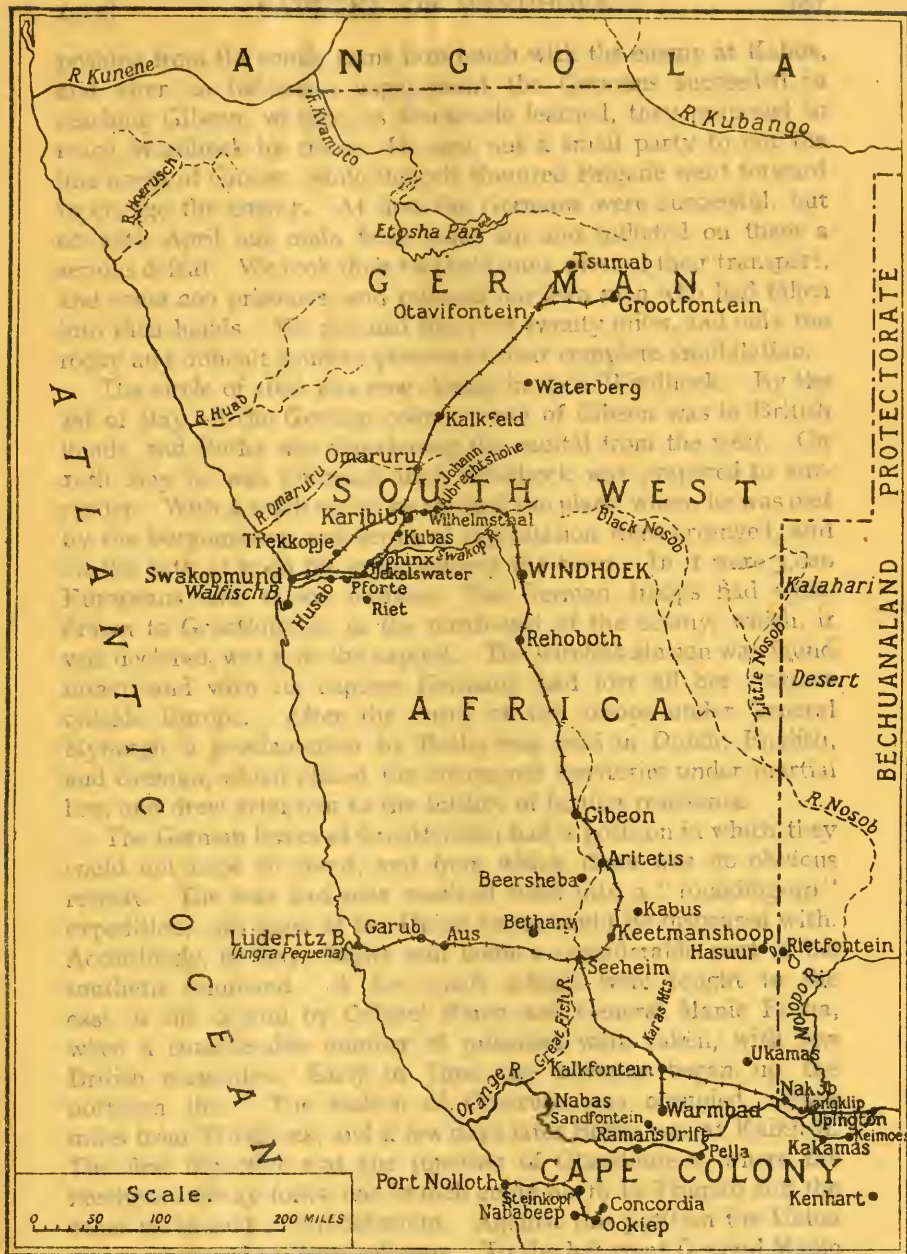 ANGOLA
R. Kunene
R. Kvamuto
R. Kubango
R. Hoerusch
Etosha Pan
Tsumab
GERMAN
Otavifontein
Grootfontein
Waterberg
R. Huab
Kalkfeld
Omaruru
Johann
Albrechtshohe
R. Omaruru
SOUTH WEST
Karibib
Wilhelmsthal
Black Nosob
Trekkopje
Kubas
Swakop R.
Sphinx
Jakalswater
Swakopmund
Walfisch B.
Husab
Pforte
Riet
WINDHOEK
Kalahari
Desert
Rehoboth
Little Nosob
BECHUANALAND PROTECTORATE
ATLANTIC OCEAN
AFRICA
R. Nosob
Gibeon
Aritetis
Beersheba
Kabus
Bethany
Garub
Aus
Keetmanshoop
Lüderitz B
(Angra Pequena)
Hasuur
Rietfontein
Seeheim
Molopo R.
Great Fish R.
Karas Mts
Ukamas
Kalkfontein
Orange R.
Nabas
Nakob
Langklip
Sandfontein
Warmbad
Upington
Raman's Drift
Keimoes
Pella
Kakamas
CAPE COLONY
Port Nolloth
Steinkopf
Concordia
Kenhart
Nababeep
Ookiep
Scale.
0 50 100 200 MILES